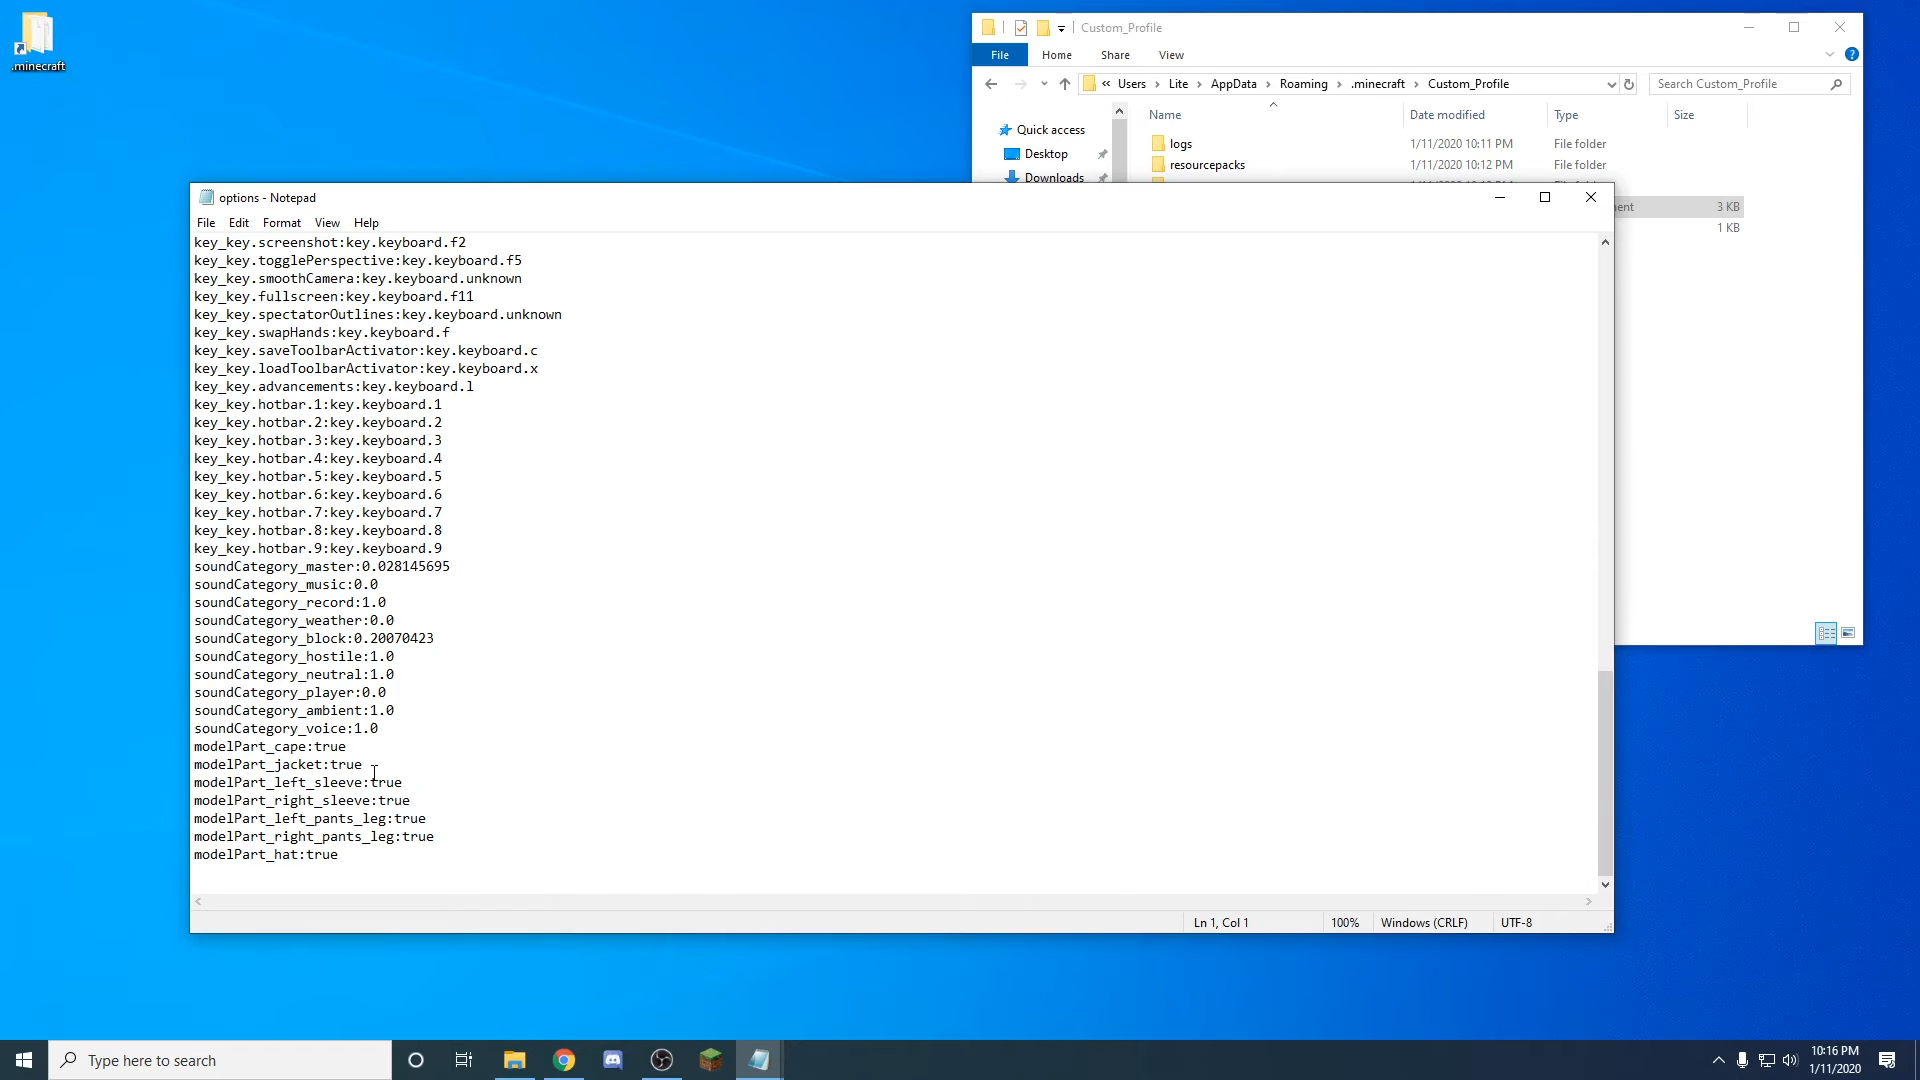 .minecraft
Custom_Profile
File Home Share View
« Users › Lite › AppData › Roaming › .minecraft › Custom_Profile
Search Custom_Profile
Name Date modified Type Size
Quick access
Desktop
Downloads
logs 1/11/2020 10:11 PM File folder
resourcepacks 1/11/2020 10:12 PM File folder
3 KB
1 KB
options - Notepad
File Edit Format View Help
key_key.screenshot:key.keyboard.f2
key_key.togglePerspective:key.keyboard.f5
key_key.smoothCamera:key.keyboard.unknown
key_key.fullscreen:key.keyboard.f11
key_key.spectatorOutlines:key.keyboard.unknown
key_key.swapHands:key.keyboard.f
key_key.saveToolbarActivator:key.keyboard.c
key_key.loadToolbarActivator:key.keyboard.x
key_key.advancements:key.keyboard.l
key_key.hotbar.1:key.keyboard.1
key_key.hotbar.2:key.keyboard.2
key_key.hotbar.3:key.keyboard.3
key_key.hotbar.4:key.keyboard.4
key_key.hotbar.5:key.keyboard.5
key_key.hotbar.6:key.keyboard.6
key_key.hotbar.7:key.keyboard.7
key_key.hotbar.8:key.keyboard.8
key_key.hotbar.9:key.keyboard.9
soundCategory_master:0.028145695
soundCategory_music:0.0
soundCategory_record:1.0
soundCategory_weather:0.0
soundCategory_block:0.20070423
soundCategory_hostile:1.0
soundCategory_neutral:1.0
soundCategory_player:0.0
soundCategory_ambient:1.0
soundCategory_voice:1.0
modelPart_cape:true
modelPart_jacket:true
modelPart_left_sleeve:true
modelPart_right_sleeve:true
modelPart_left_pants_leg:true
modelPart_right_pants_leg:true
modelPart_hat:true
Ln 1, Col 1 100% Windows (CRLF) UTF-8
Type here to search
10:16 PM
1/11/2020